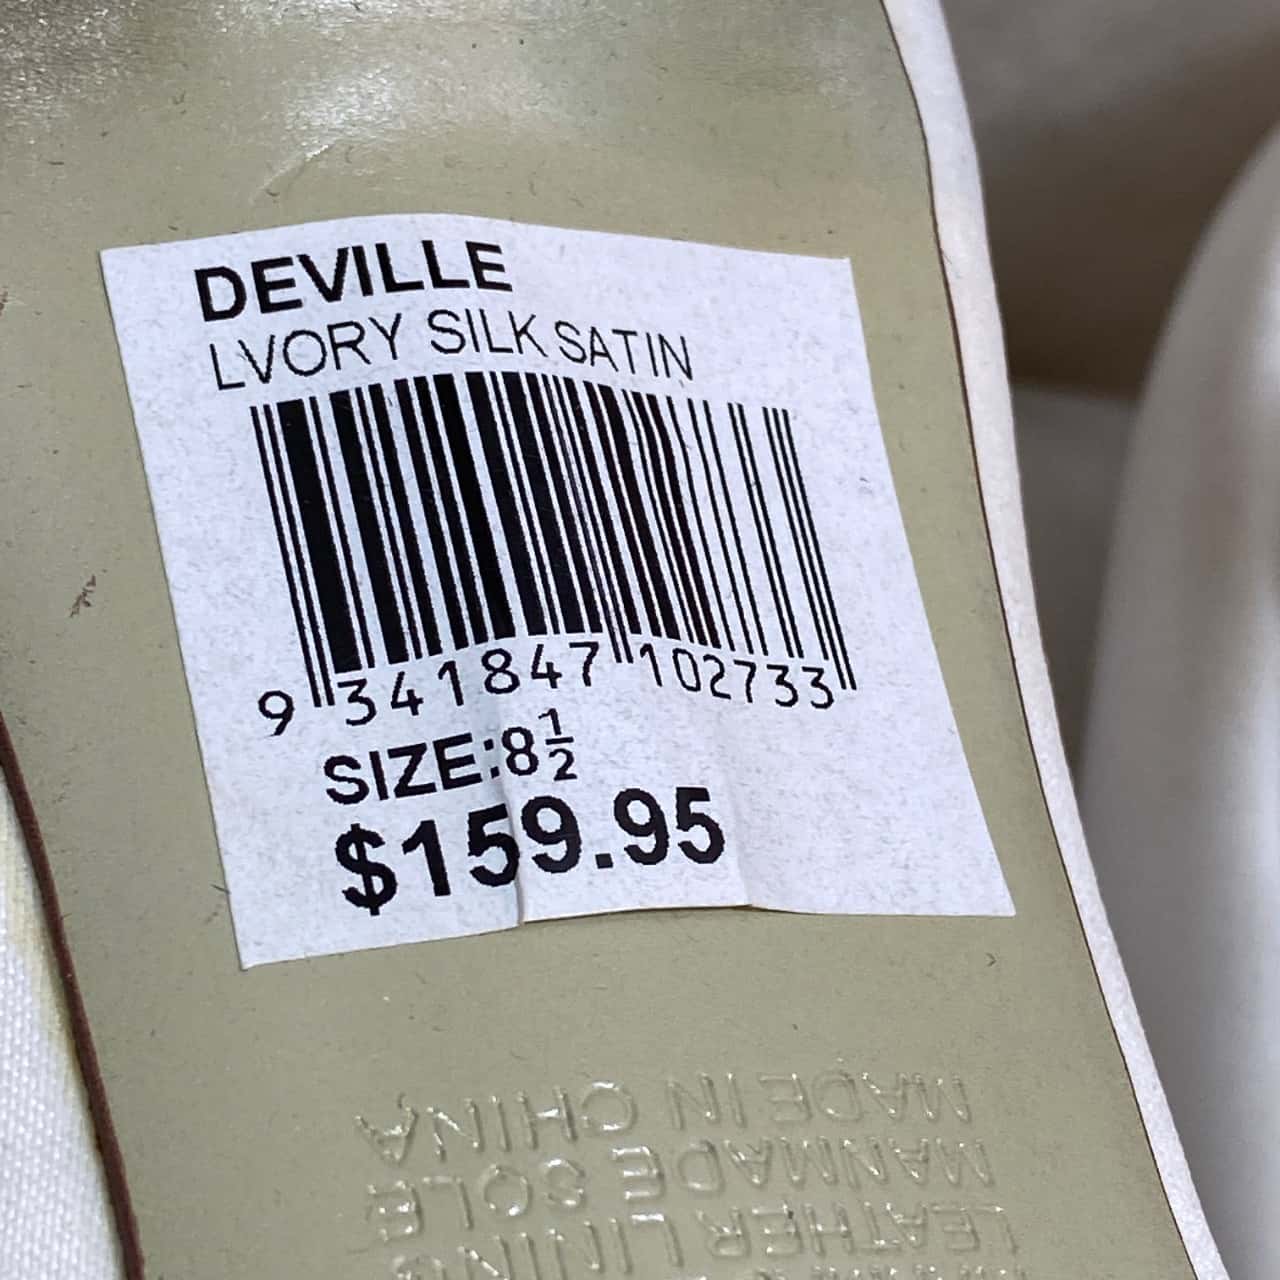 DEVILLE
LVORY SILK SATIN
9 341847 102733
SIZE:8½
$159.95
LEATHER LINING
MANMADE SOLE
MADE IN CHINA